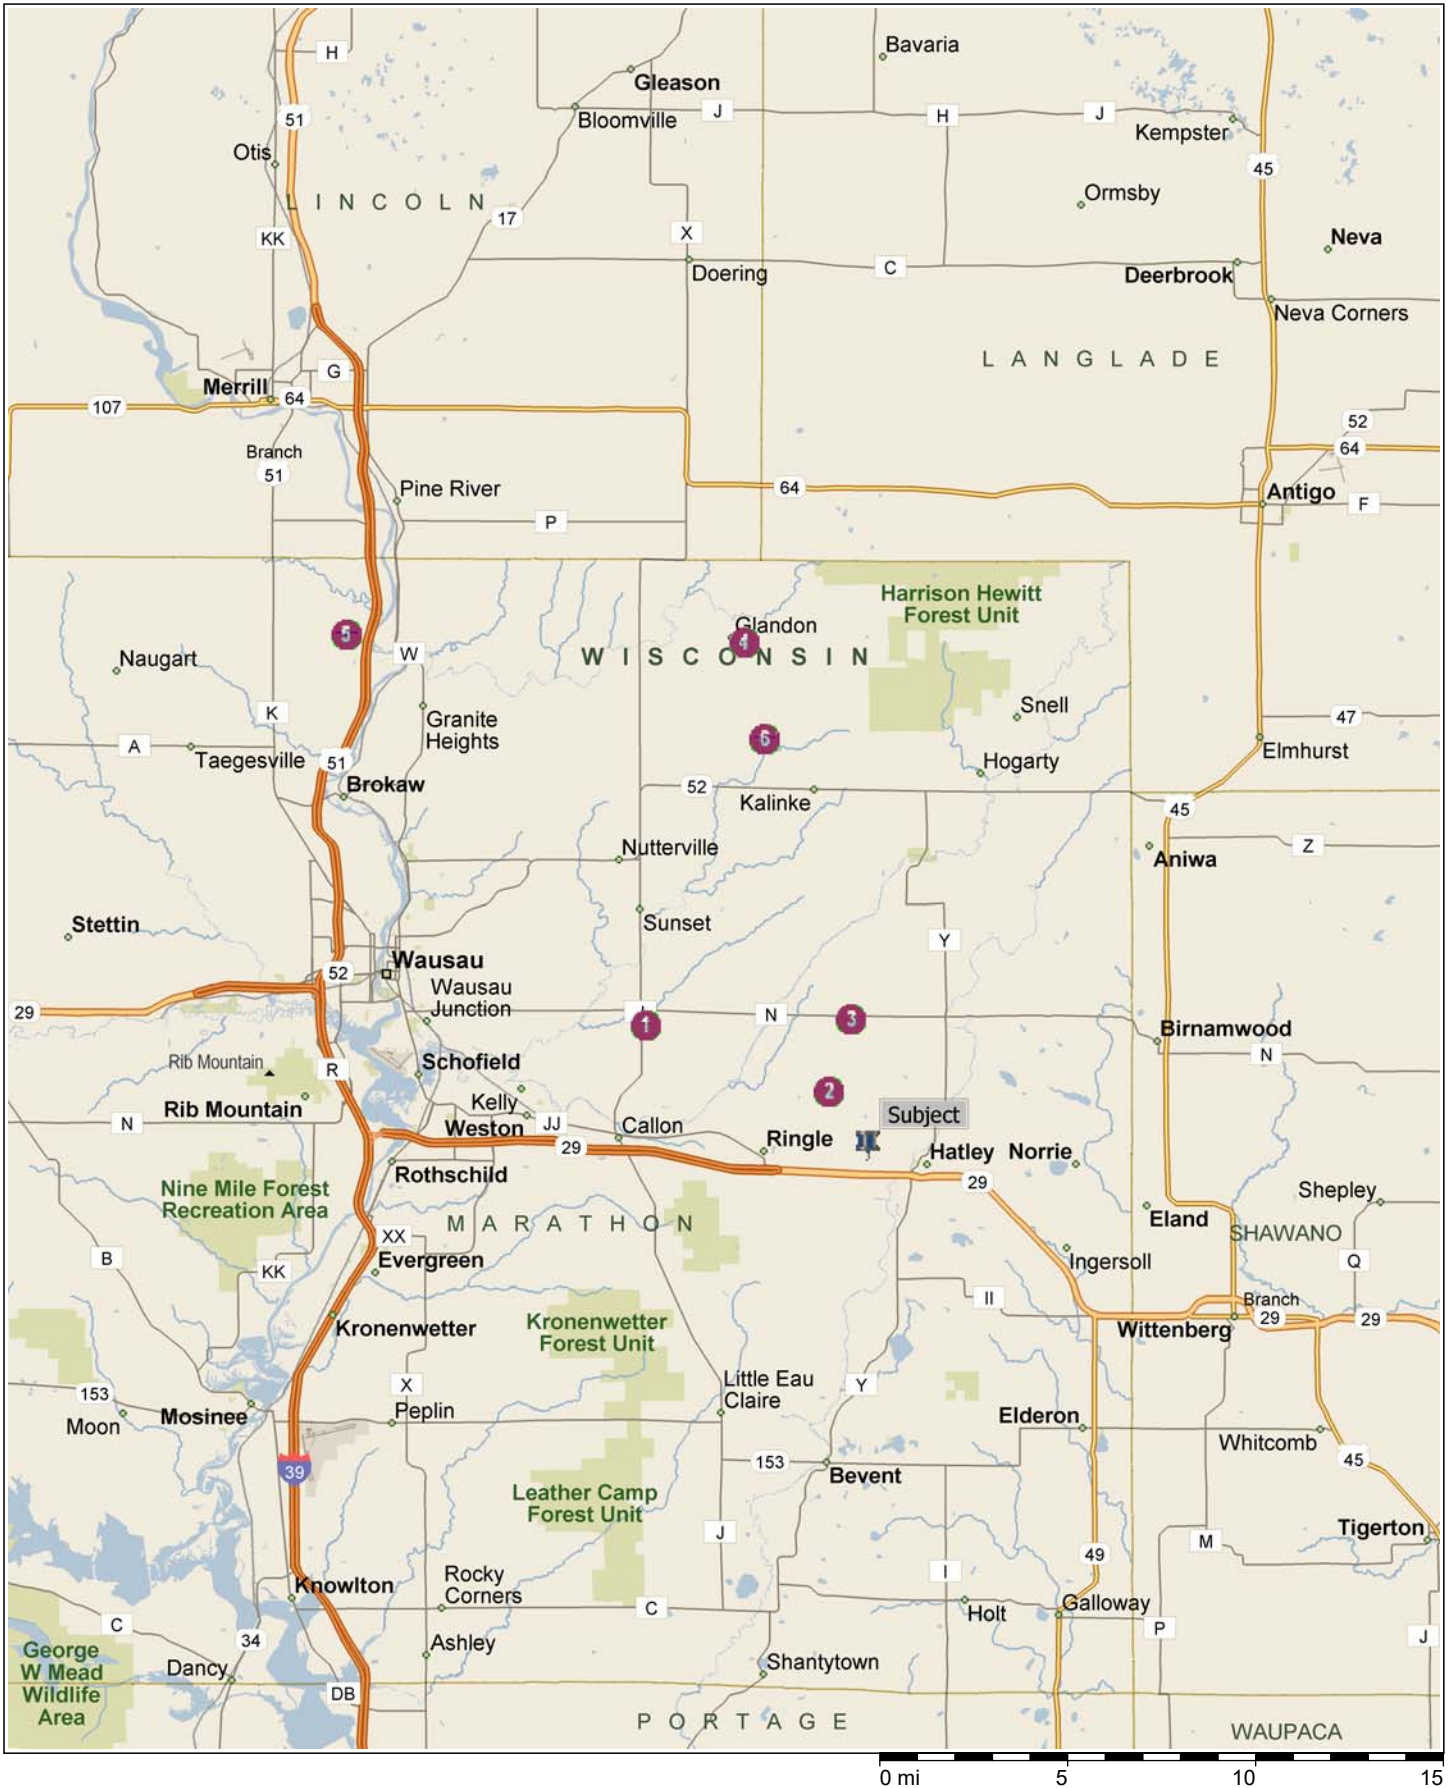 H
Bavaria
Gleason
51
J
Bloomville
H
J
Kempster
Otis
45
LINCOLN
17
Ormsby
KK
X
Neva
Doering
C
Deerbrook
Neva Corners
LANGLADE
G
Merrill
64
107
52
Branch
51
64
Pine River
64
Antigo
F
P
Harrison Hewitt
Forest Unit
5
Glandon
4
Naugart
W
WISCONSIN
Snell
K
Granite
Heights
47
A
6
Taegesville
51
Elmhurst
Hogarty
Brokaw
52
Kalinke
45
Nutterville
Z
Aniwa
Stettin
Sunset
Y
Wausau
52
Wausau
Junction
29
1
N
3
Birnamwood
N
Rib Mountain
R
Schofield
2
Rib Mountain
Kelly
Subject
N
Weston
JJ
Callon
29
Ringle
Hatley
Norrie
Rothschild
29
Nine Mile Forest
Recreation Area
Shepley
MARATHON
Eland
XX
SHAWANO
B
Evergreen
Ingersoll
Q
KK
II
Branch
Kronenwetter
Forest Unit
Kronenwetter
Wittenberg
29
29
153
X
Little Eau
Claire
Y
Moon
Mosinee
Peplin
Elderon
Whitcomb
39
153
Bevent
45
Leather Camp
Forest Unit
J
Tigerton
M
49
I
Knowlton
Rocky
Corners
C
Holt
Galloway
C
P
J
George
W Mead
Wildlife
Area
34
Ashley
Dancy
Shantytown
DB
PORTAGE
WAUPACA
0 mi
5
10
15